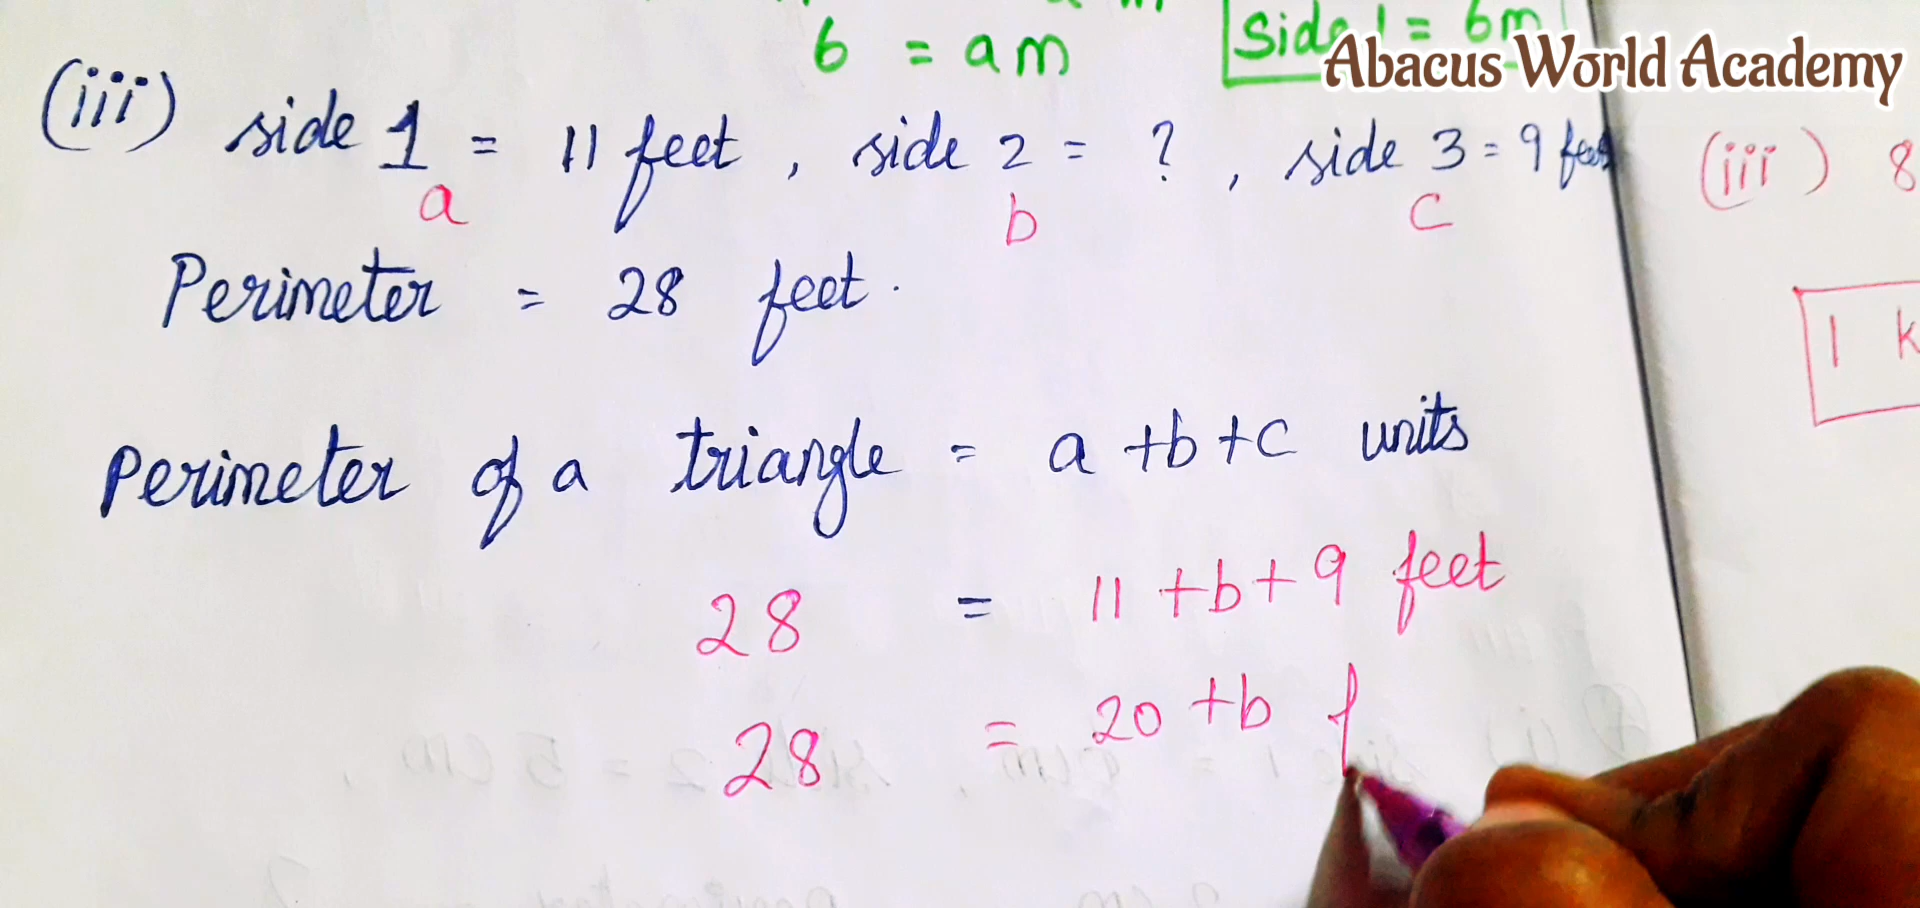 6 = am
Side 1 = 6m
Abacus World Academy
(iii) side 1 = 11 feet, side 2 = ?, side 3 = 9 feet
a b c
Perimeter = 28 feet.
Perimeter of a triangle = a+b+c units
28 = 11+b+9 feet
28 = 20+b f
(iii) 8
1 k